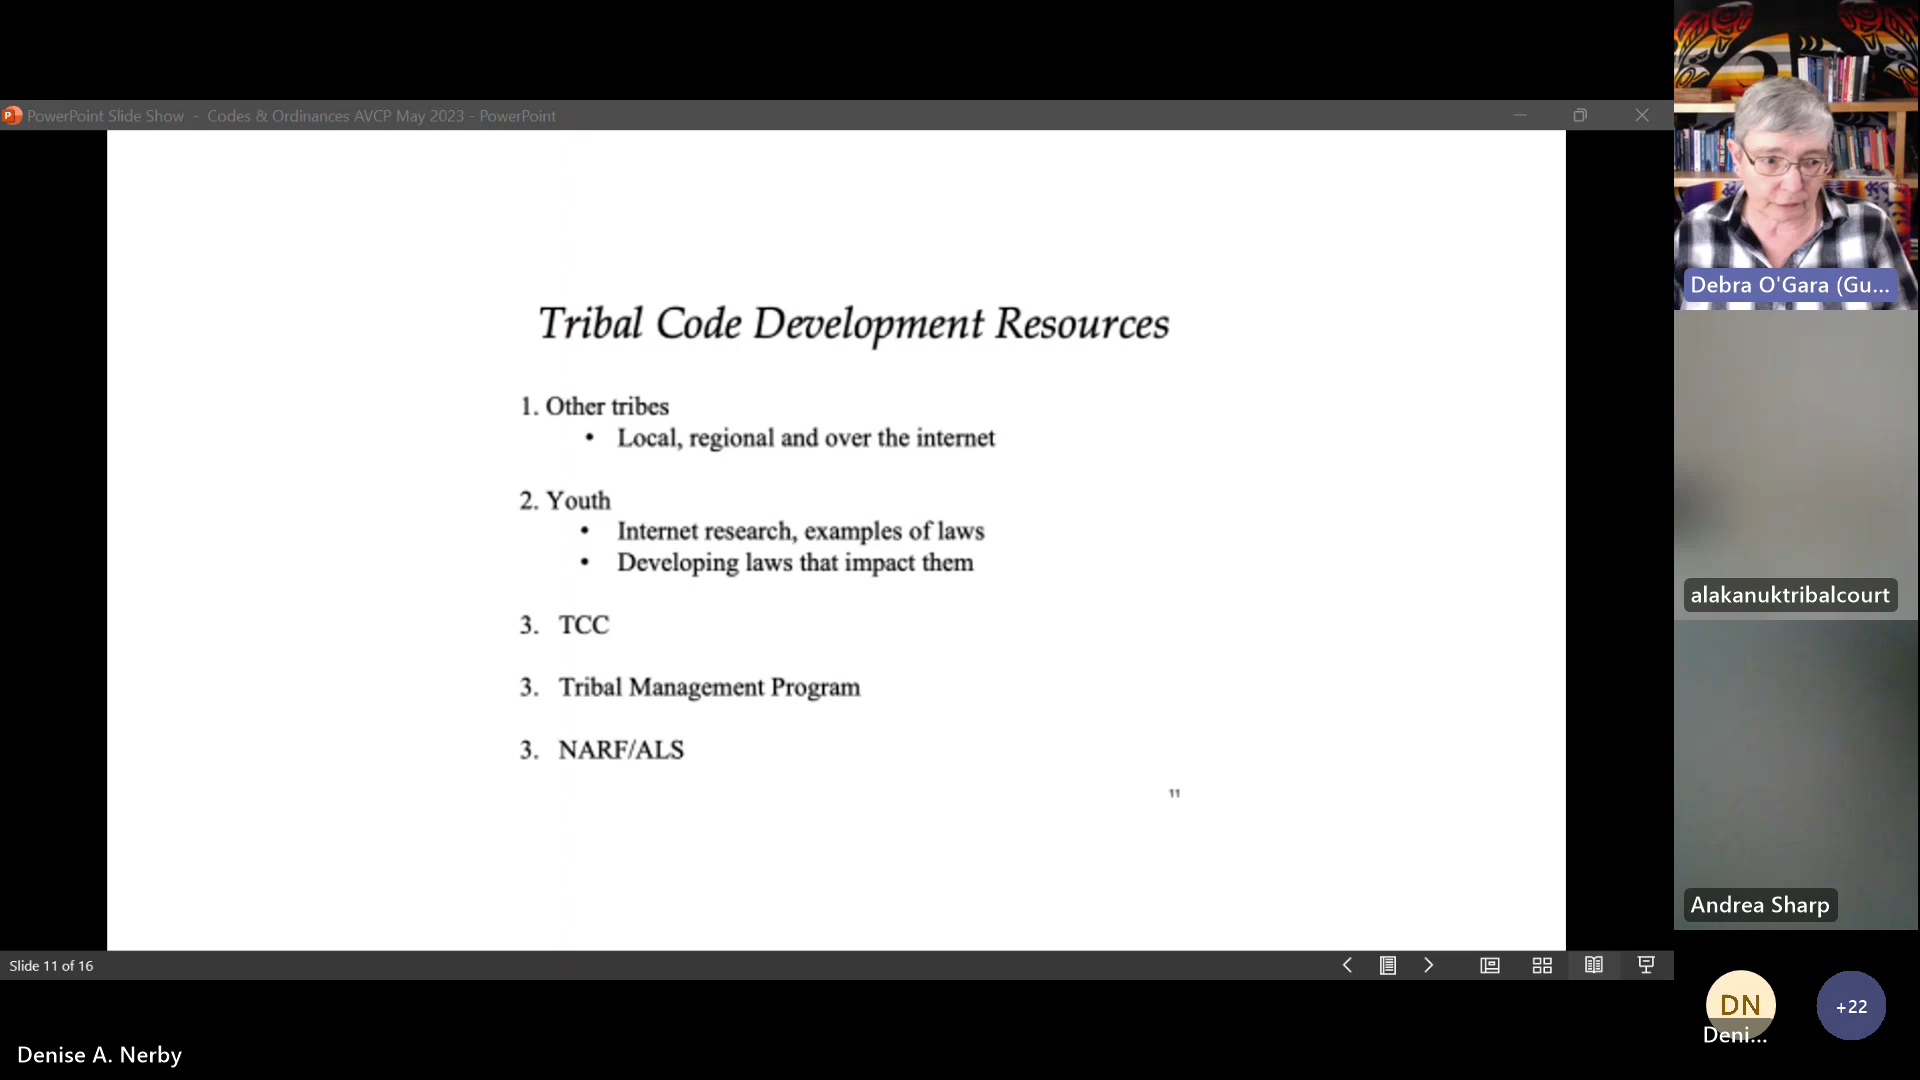 PowerPoint Slide Show - Codes & Ordinances AVCP May 2023 - PowerPoint
Tribal Code Development Resources
1. Other tribes
• Local, regional and over the internet
2. Youth
• Internet research, examples of laws
• Developing laws that impact them
3. TCC
3. Tribal Management Program
3. NARF/ALS
11
Slide 11 of 16
Denise A. Nerby
Debra O'Gara (Gu...
alakanuktribalcourt
Andrea Sharp
DN
Deni...
+22